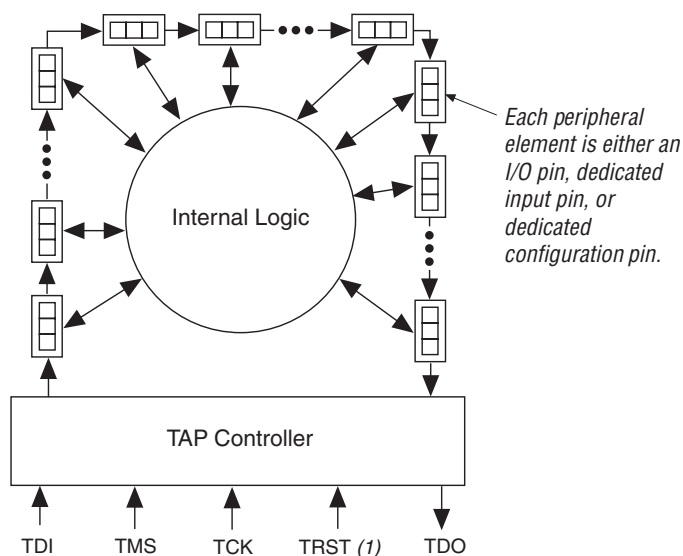 Each peripheral
element is either an
I/O pin, dedicated
input pin, or
dedicated
configuration pin.
Internal Logic
TAP Controller
TDI TMS TCK TRST (1) TDO